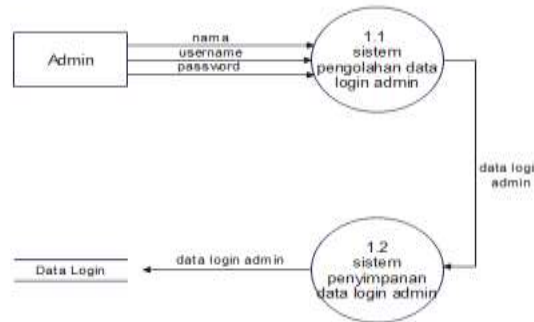 Admin
nama
username
password
1.1
sistem
pengolahan data
login admin
data logi
admin
1.2
sistem
penyimpanan
data login admin
data login admin
Data Login